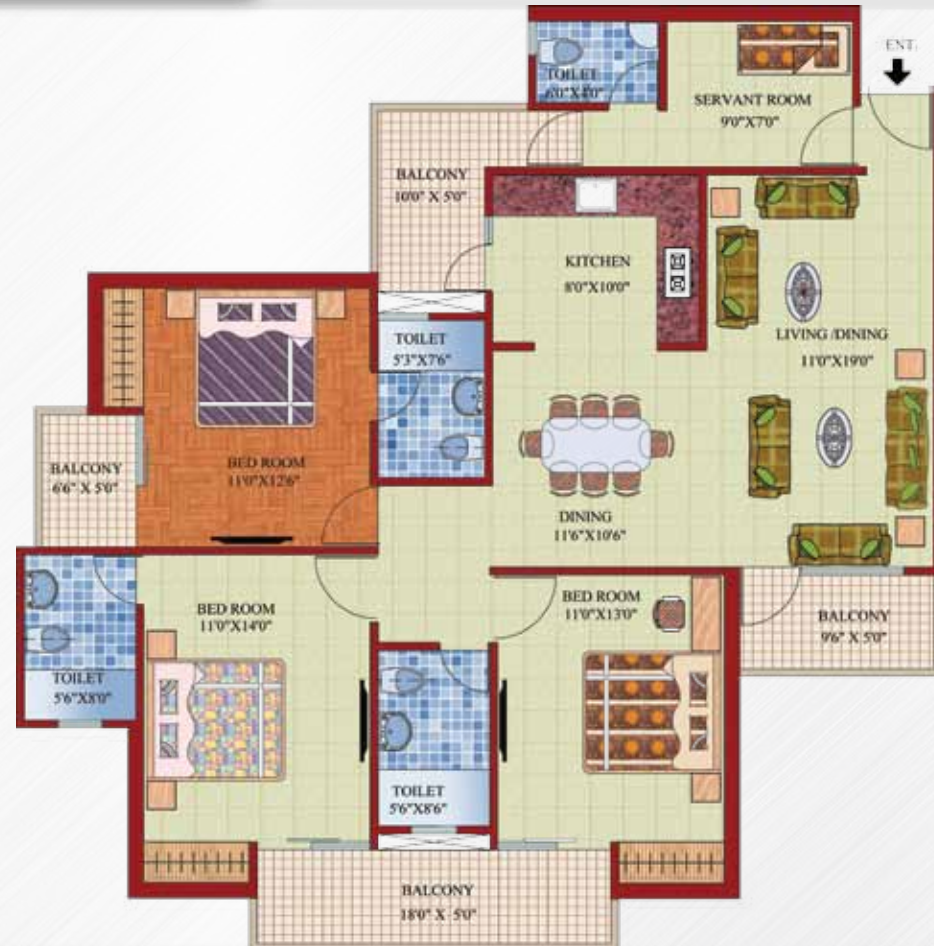 ENT.
TOILET
6'0"X4'0"
SERVANT ROOM
9'0"X7'0"
BALCONY
10'0" X 5'0"
KITCHEN
8'0"X10'0"
LIVING /DINING
11'0"X19'0"
TOILET
5'3"X7'6"
BED ROOM
11'0"X12'6"
BALCONY
6'6" X 5'0"
DINING
11'6"X10'6"
BED ROOM
11'0"X14'0"
BED ROOM
11'0"X13'0"
BALCONY
9'6" X 5'0"
TOILET
5'6"X8'0"
TOILET
5'6"X8'6"
BALCONY
18'0" X 5'0"